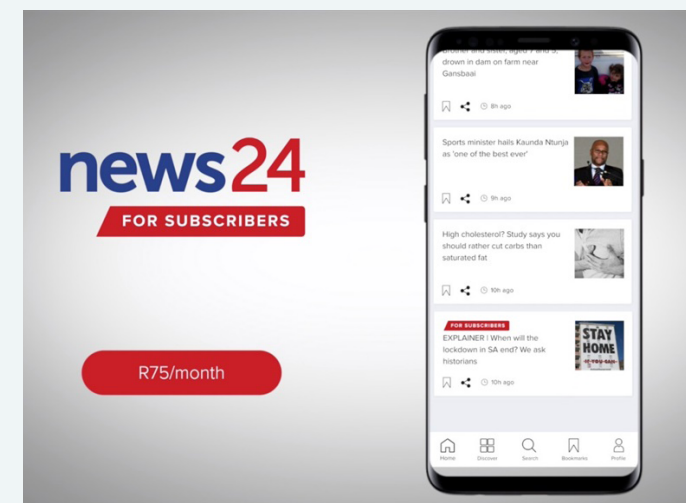 news24
FOR SUBSCRIBERS
R75/month
brother and sister, aged 7 and 5,
drown in dam on farm near
Gansbaai
8h ago
Sports minister hails Kaunda Ntunja
as 'one of the best ever'
9h ago
High cholesterol? Study says you
should rather cut carbs than
saturated fat
10h ago
FOR SUBSCRIBERS
EXPLAINER | When will the
lockdown in SA end? We ask
historians
10h ago
STAY
HOME
Home Discover Search Bookmarks Profile